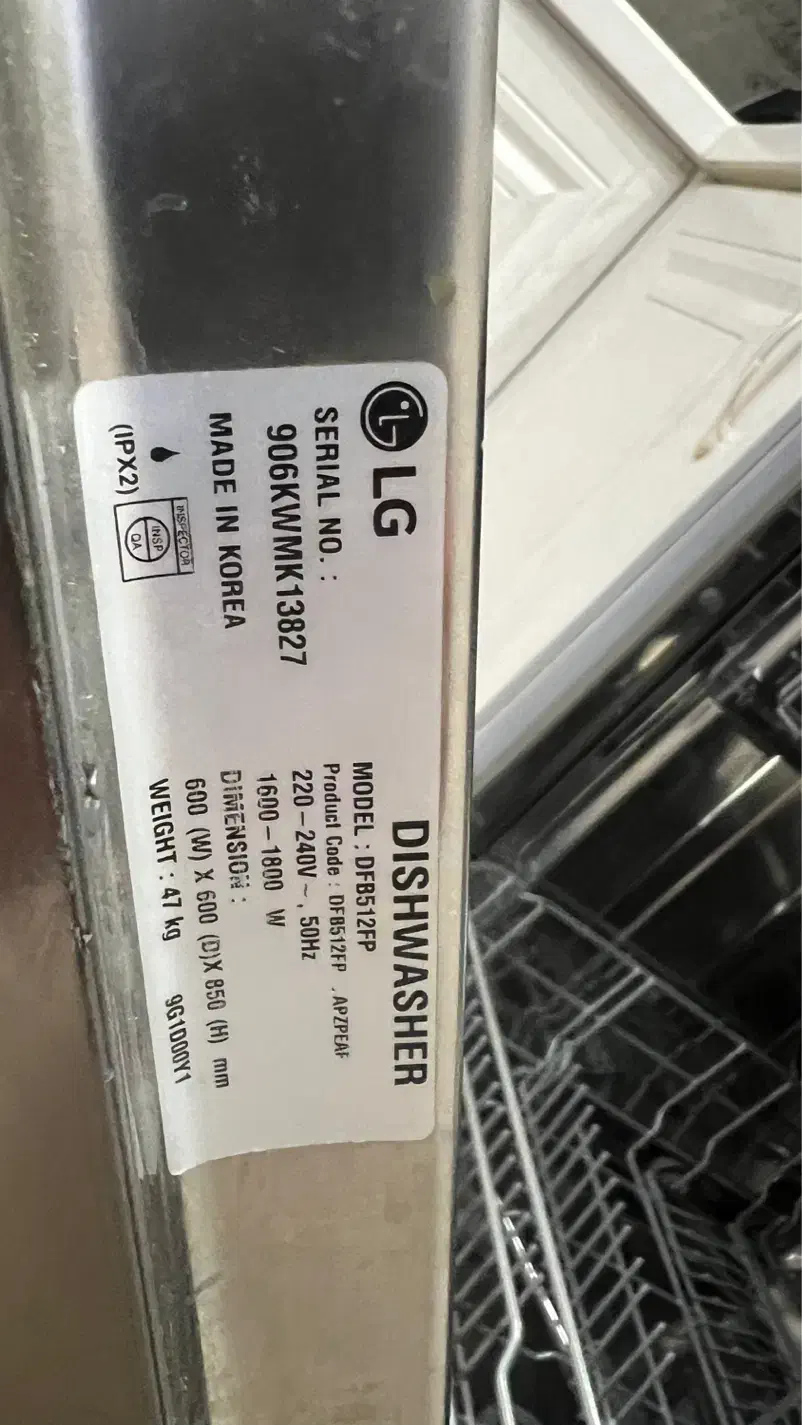 LG
SERIAL NO. :
906KWMK13827
MADE IN KOREA
(IPX2)
INSPECTOR
INSP
QA
DISHWASHER
MODEL : DFB512FP
Product Code : DFB512FP . APZPEAF
220 – 240V ~, 50Hz
1600 – 1800 W
DIMENSION :
600 (W) X 600 (D)X 850 (H) mm
WEIGHT : 47 kg 9G1D00Y1